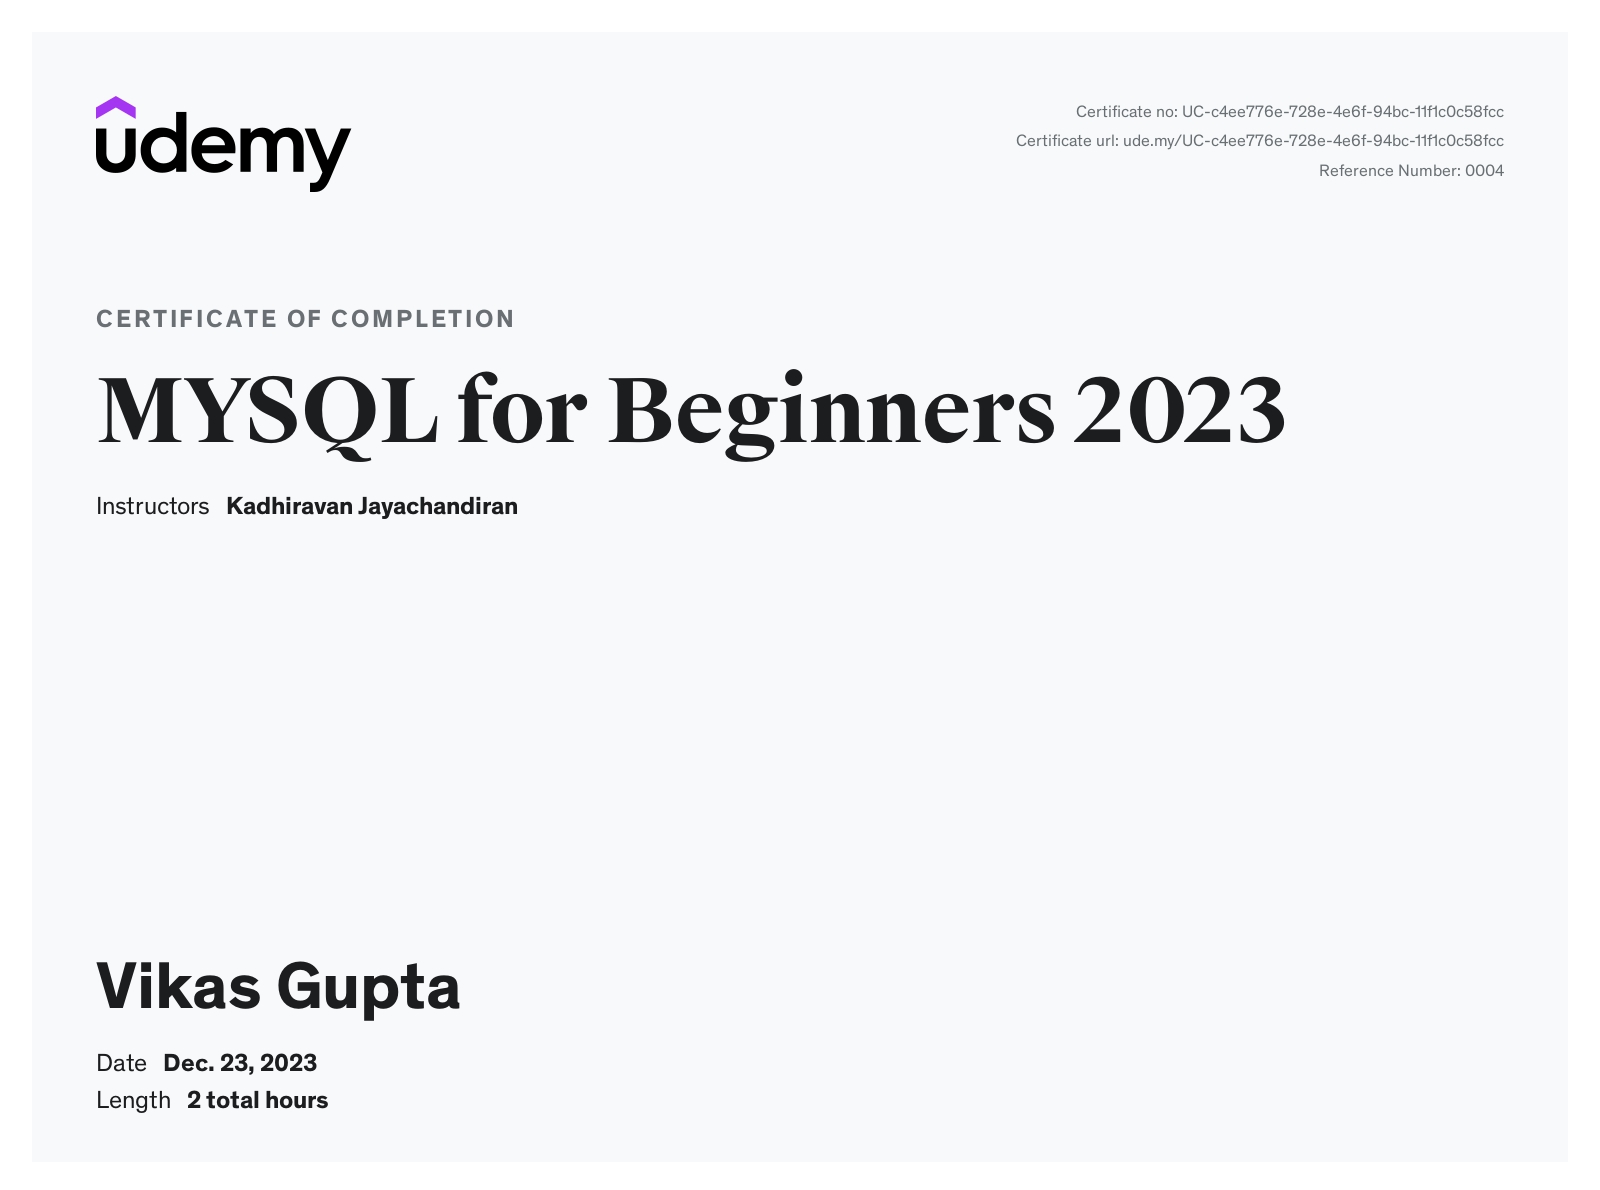 udemy
Certificate no: UC-c4ee776e-728e-4e6f-94bc-11f1c0c58fcc
Certificate url: ude.my/UC-c4ee776e-728e-4e6f-94bc-11f1c0c58fcc
Reference Number: 0004
CERTIFICATE OF COMPLETION
MYSQL for Beginners 2023
Instructors Kadhiravan Jayachandiran
Vikas Gupta
Date Dec. 23, 2023
Length 2 total hours